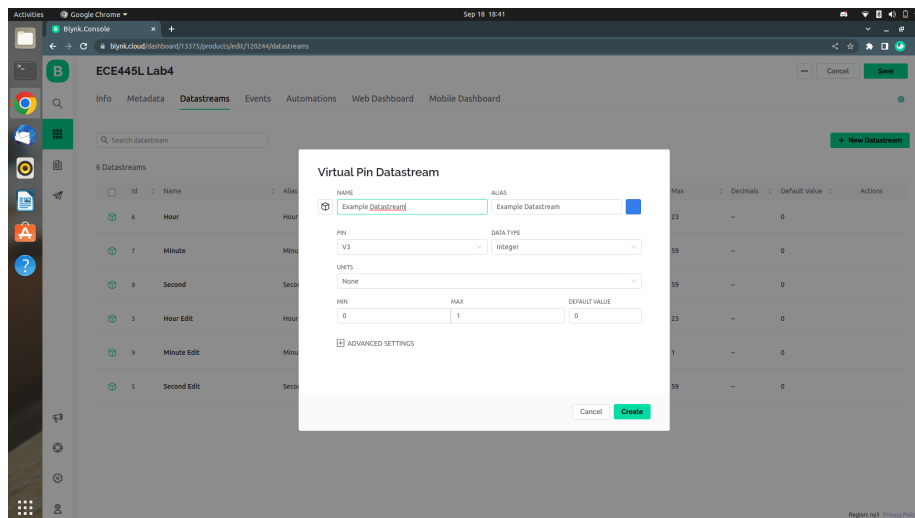 Activities Google Chrome Sep 18 18:41
Blynk.Console
blynk.cloud/dashboard/13375/products/edit/120244/datastreams
B ECE445L Lab4 Cancel Save
Info Metadata Datastreams Events Automations Web Dashboard Mobile Dashboard
Search datastream + New Datastream
6 Datastreams
Id Name Alias Max Decimals Default Value Actions
6 Hour Hour 23 – 0
7 Minute Minu 59 – 0
8 Second Seco 59 – 0
3 Hour Edit Hour 23 – 0
9 Minute Edit Minu 1 – 0
5 Second Edit Seco 59 – 0
Virtual Pin Datastream
NAME ALIAS
Example Datastream Example Datastream
PIN DATA TYPE
V3 Integer
UNITS
None
MIN MAX DEFAULT VALUE
0 1 0
ADVANCED SETTINGS
Cancel Create
Region: ny3 Privacy Poli